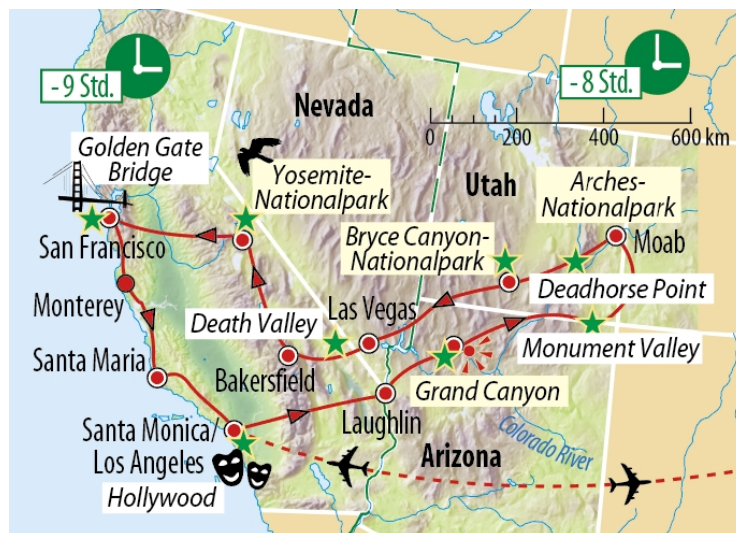 -9 Std.
-8 Std.
Nevada
0
200
400
600 km
Golden Gate
Bridge
Yosemite-
Nationalpark
Utah
Arches-
Nationalpark
San Francisco
Bryce Canyon-
Nationalpark
Moab
Monterey
Deadhorse Point
Death Valley
Las Vegas
Monument Valley
Santa Maria
Bakersfield
Grand Canyon
Laughlin
Santa Monica/
Los Angeles
Hollywood
Arizona
Colorado River